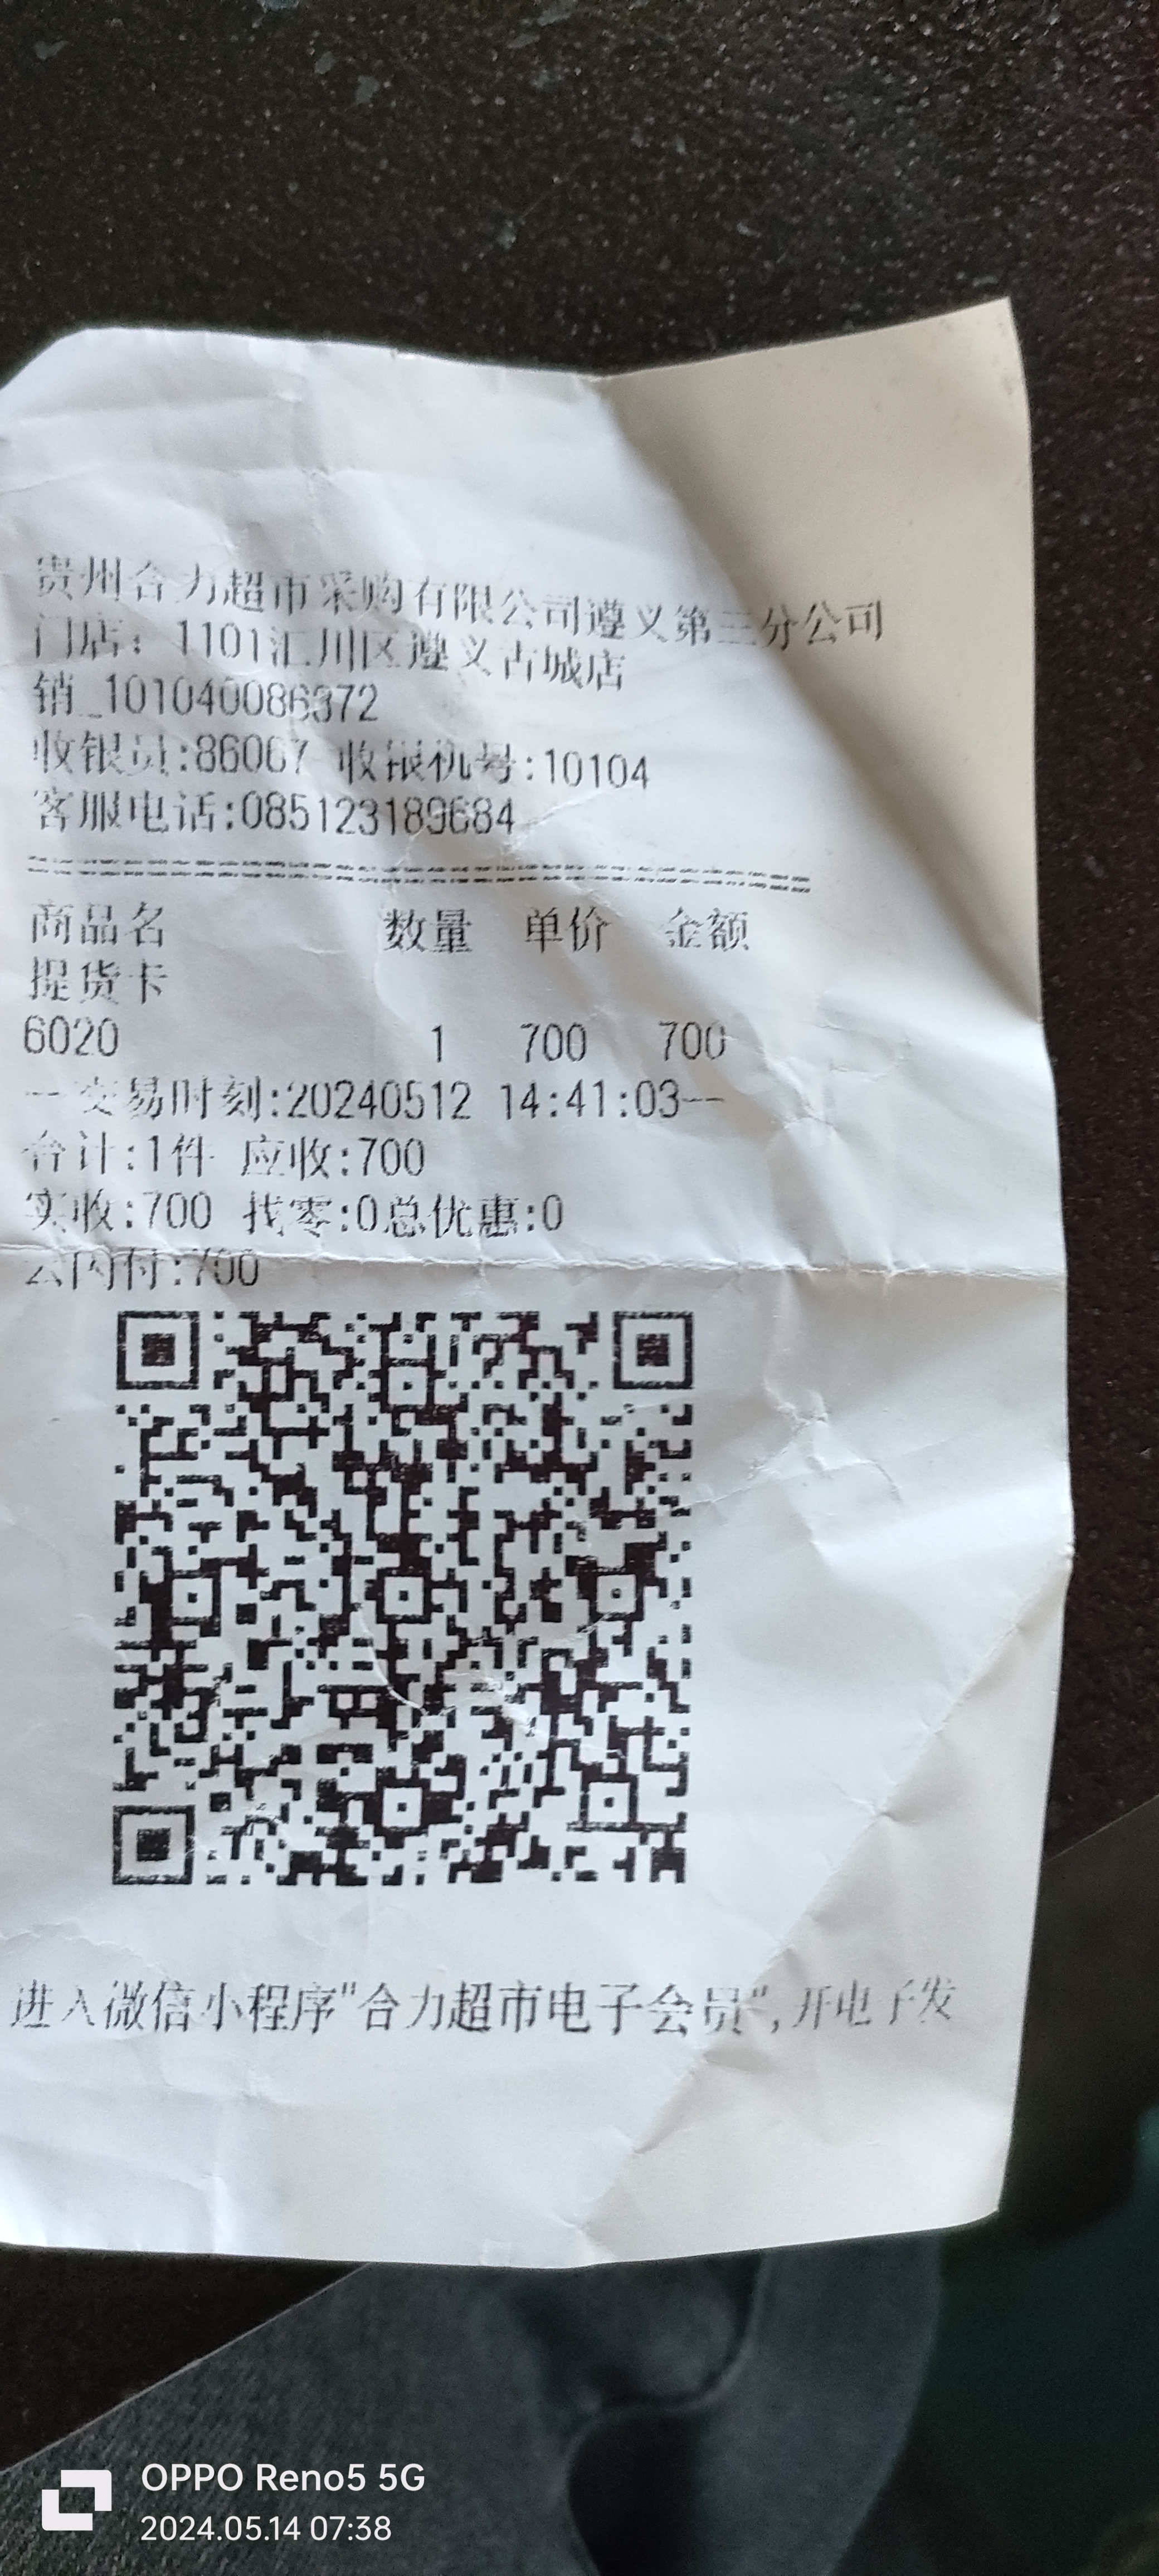 贵州合力超市采购有限公司遵义第三分公司
门店：1101汇川区遵义古城店
销_101040086372
收银员:86067 收银机号:10104
客服电话:085123189684
商品名 数量 单价 金额
提货卡
6020 1 700 700
--交易时刻:20240512 14:41:03--
合计:1件 应收:700
实收:700 找零:0总优惠:0
云闪付:700
进入微信小程序"合力超市电子会员",开电子发
OPPO Reno5 5G
2024.05.14 07:38